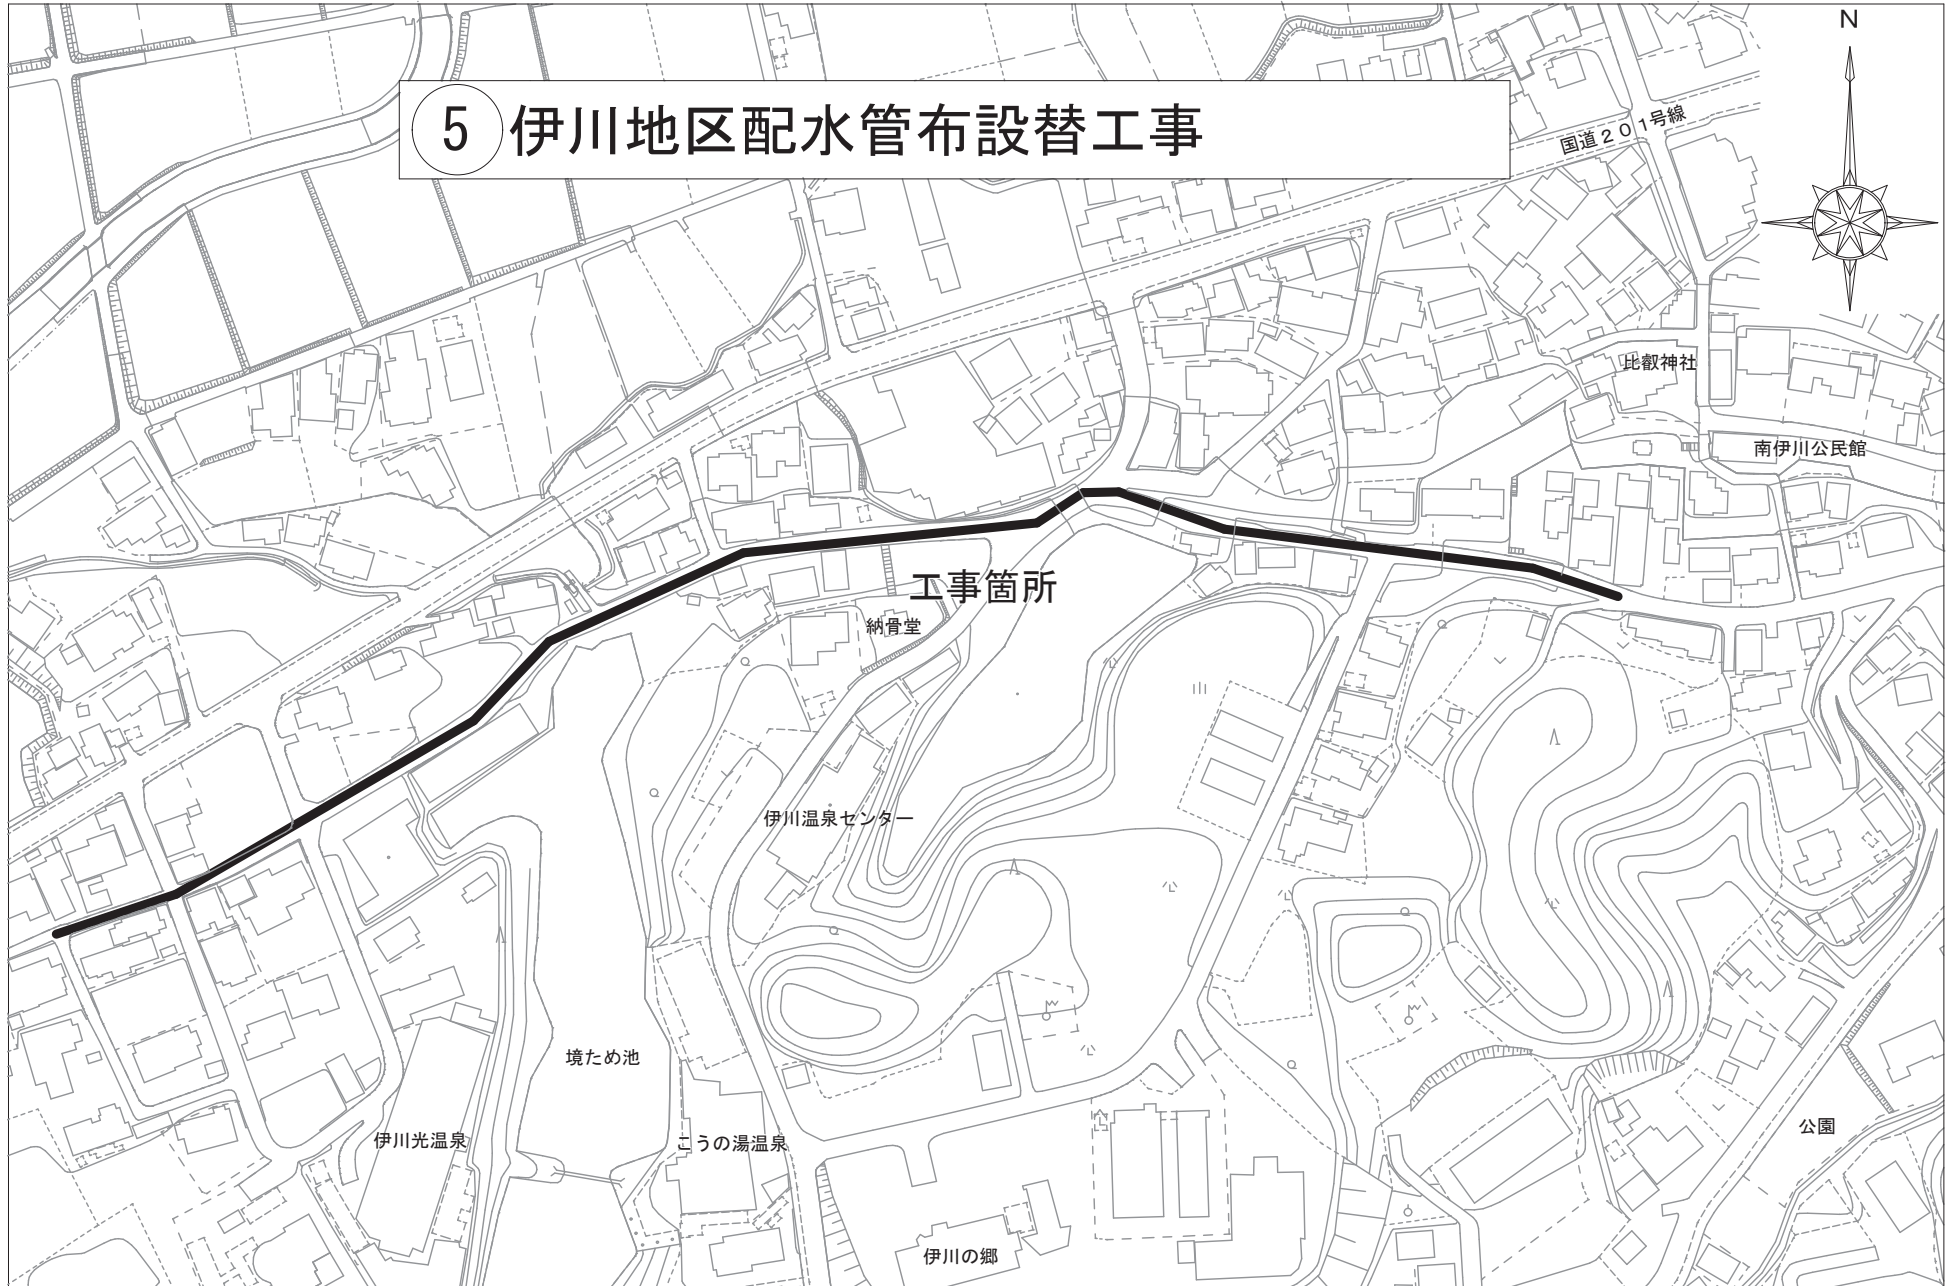 N
⑤伊川地区配水管布設替工事
国道201号線
比叡神社
南伊川公民館
工事箇所
納骨堂
伊川温泉センター
境ため池
公園
伊川光温泉
こうの湯温泉
伊川の郷